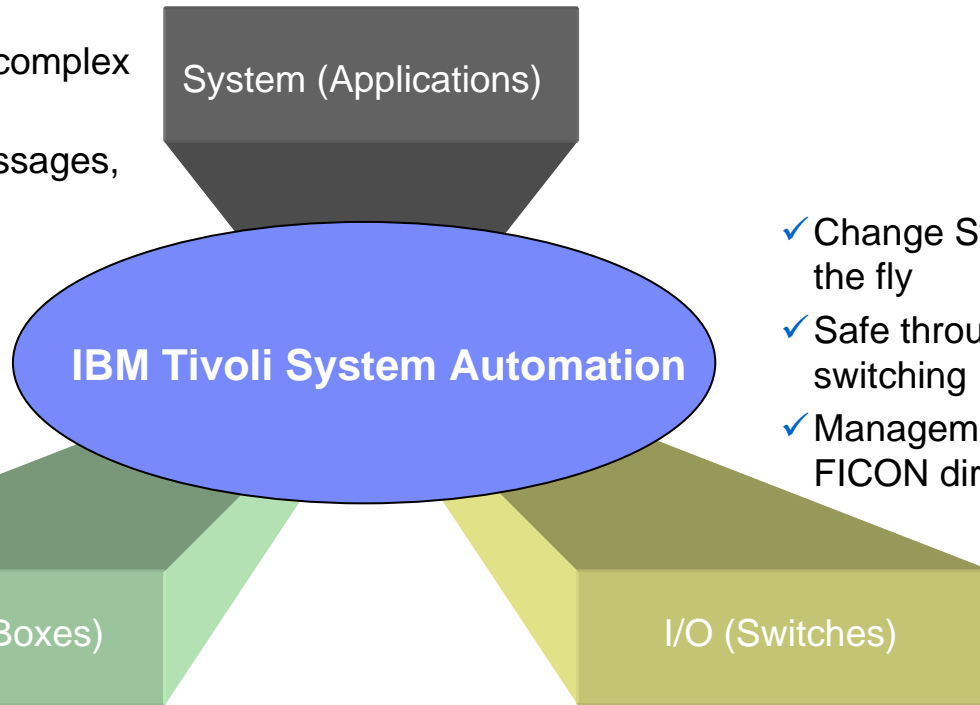 complex
System (Applications)
ssages,
✓ Change S
the fly
✓ Safe throu
switching
✓ Managem
FICON dir
IBM Tivoli System Automation
Boxes)
I/O (Switches)